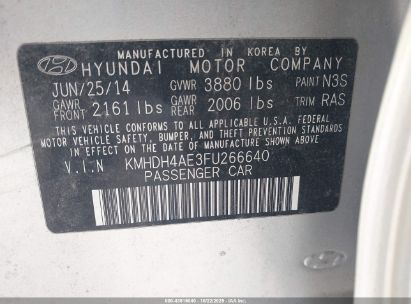 MANUFACTURED IN KOREA BY
HYUNDAI MOTOR COMPANY
JUN/25/14 GVWR 3880 lbs PAINT N3S
GAWR FRONT 2161 lbs GAWR REAR 2006 lbs TRIM RAS
THIS VEHICLE CONFORMS TO ALL APPLICABLE U.S.A. FEDERAL
MOTOR VEHICLE SAFETY, BUMPER, AND THEFT PREVENTION STANDARDS
IN EFFECT ON THE DATE OF MANUFACTURE SHOWN ABOVE.
V.I.N KMHDH4AE3FU266640
PASSENGER CAR